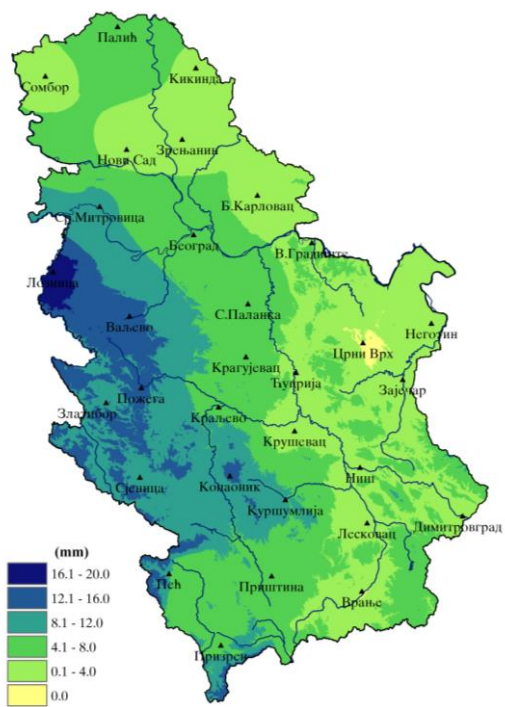 Палић
Кикинда
Сомбор
Зрењанин
Нови Сад
Б.Карловац
Ср.Митровица
Београд
В.Градиште
Лозница
С.Паланка
Ваљево
Неготин
Црни Врх
Крагујевац
Ћуприја
Зајечар
Пожега
Златибор
Краљево
Крушевац
Ниш
Сјеница
Копаоник
Куршумлија
Лесковац
Димитровград
(mm)
16.1 - 20.0
Пећ
Приштина
12.1 - 16.0
Врање
8.1 - 12.0
4.1 - 8.0
Призрен
0.1 - 4.0
0.0